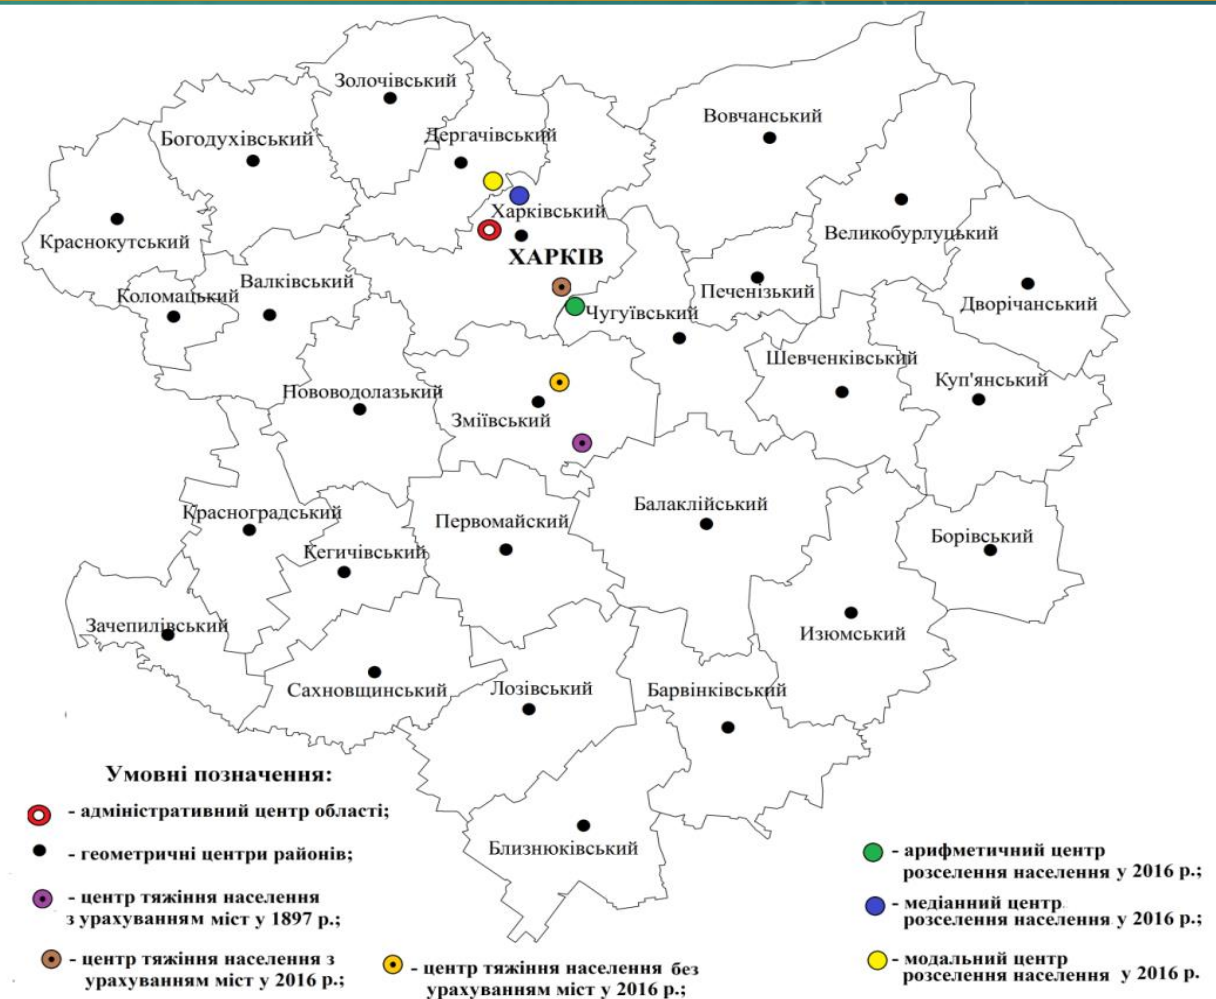 Золочівський
Дергачівський
Вовчанський
Богодухівський
Харківський
Великобурлуцький
Краснокутський
ХАРКІВ
Валківський
Печенізький
Коломацький
Чугуївський
Дворічанський
Шевченківський
Куп'янський
Нововодолазький
Зміївський
Балаклійський
Красноградський
Первомайский
Борівський
Кегичівський
Зачепилівський
Изюмський
Сахновщинський
Лозівський
Барвінківський
Близнюківський
Умовні позначення:
- адміністративний центр області;
- геометричні центри районів;
- центр тяжіння населення
з урахуванням міст у 1897 р.;
- центр тяжіння населення з
урахуванням міст у 2016 р.;
- центр тяжіння населення без
урахуванням міст у 2016 р.;
- арифметичний центр
розселення населення у 2016 р.;
- медіанний центр
розселення населення у 2016 р.;
- модальний центр
розселення населення у 2016 р.